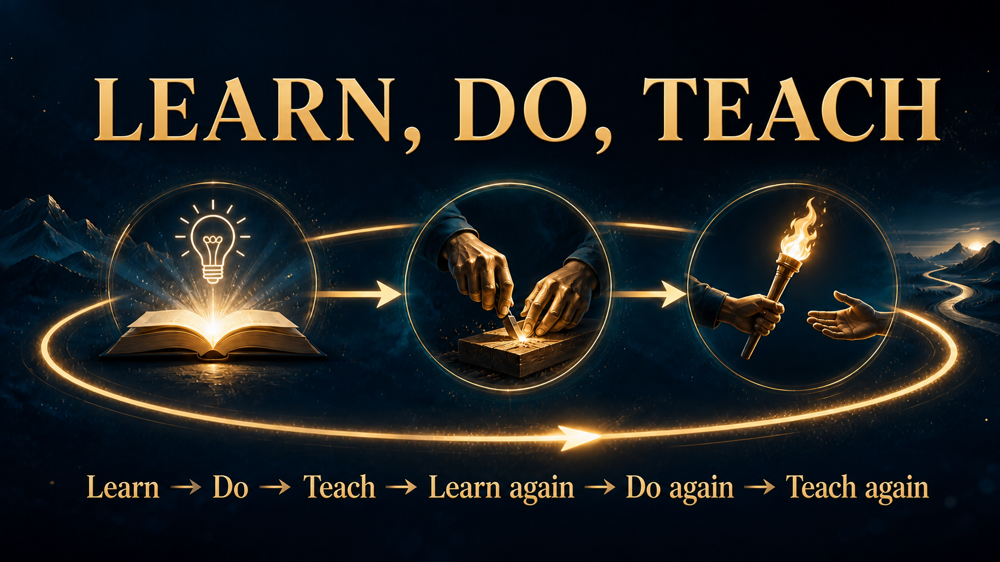 LEARN, DO, TEACH
Learn → Do → Teach → Learn again → Do again → Teach again